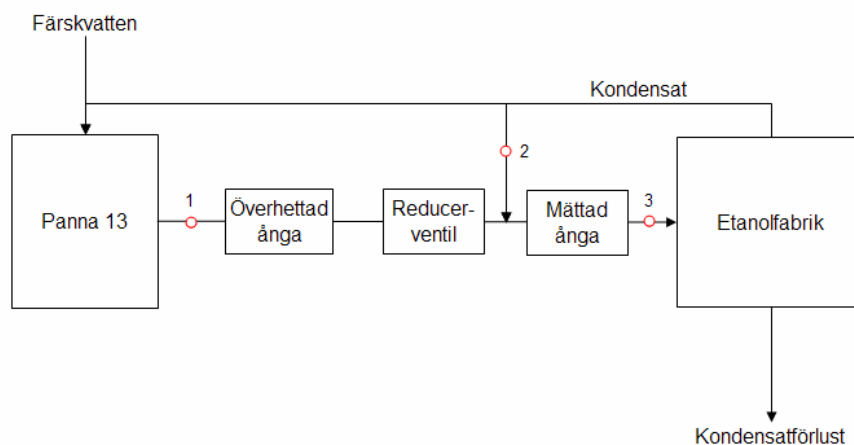 Färskvatten
Kondensat
2
1
3
Panna 13
Överhettad
ånga
Reducer-
ventil
Mättad
ånga
Etanolfabrik
Kondensatförlust